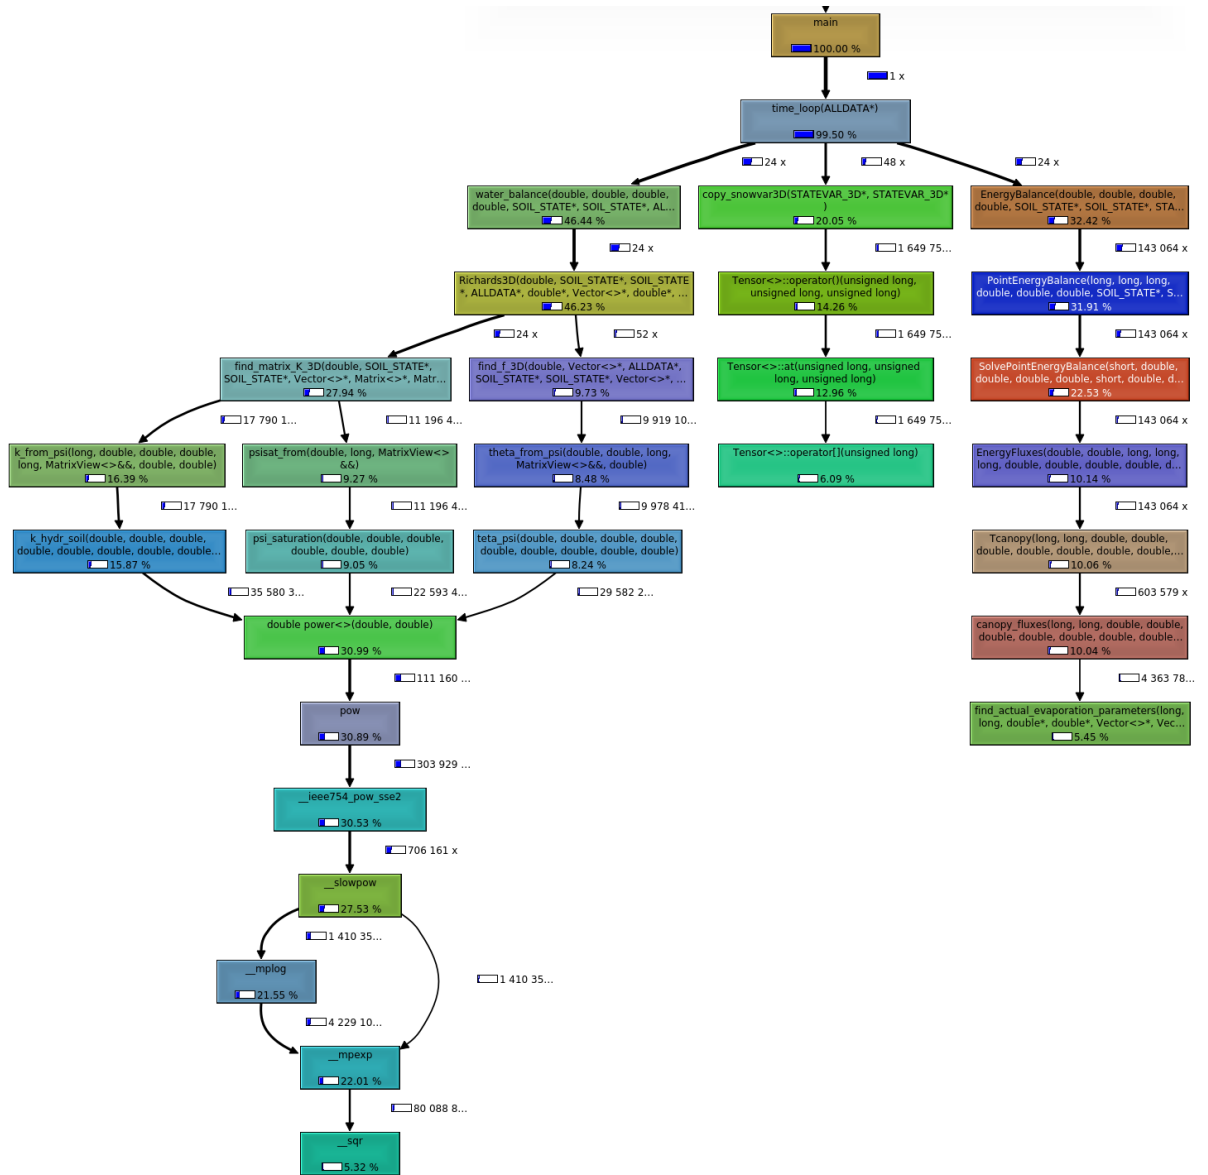 main
100.00 %
1 x
time_loop(ALLDATA*)
99.50 %
24 x
48 x
24 x
water_balance(double, double, double,
double, SOIL_STATE*, SOIL_STATE*, AL...
46.44 %
copy_snowvar3D(STATEVAR_3D*, STATEVAR_3D*
)
20.05 %
EnergyBalance(double, double, double,
double, SOIL_STATE*, SOIL_STATE*, STA...
32.42 %
24 x
1 649 75...
143 064 x
Richards3D(double, SOIL_STATE*, SOIL_STATE
*, ALLDATA*, double*, Vector<>*, double*, ...
46.23 %
Tensor<>::operator()(unsigned long,
unsigned long, unsigned long)
14.26 %
PointEnergyBalance(long, long, long,
double, double, double, SOIL_STATE*, S...
31.91 %
24 x
52 x
1 649 75...
143 064 x
find_matrix_K_3D(double, SOIL_STATE*,
SOIL_STATE*, Vector<>*, Matrix<>*, Matr...
27.94 %
find_f_3D(double, Vector<>*, ALLDATA*,
SOIL_STATE*, SOIL_STATE*, Vector<>*, ...
9.73 %
Tensor<>::at(unsigned long, unsigned
long, unsigned long)
12.96 %
SolvePointEnergyBalance(short, double,
double, double, double, short, double, d...
22.53 %
17 790 1...
11 196 4...
9 919 10...
1 649 75...
143 064 x
k_from_psi(long, double, double, double,
long, MatrixView<>&&, double, double)
16.39 %
psisat_from(double, long, MatrixView<>
&&)
9.27 %
theta_from_psi(double, double, long,
MatrixView<>&&, double)
8.48 %
Tensor<>::operator[](unsigned long)
6.09 %
EnergyFluxes(double, double, long, long,
long, double, double, double, double, d...
10.14 %
17 790 1...
11 196 4...
9 978 41...
143 064 x
k_hydr_soil(double, double, double,
double, double, double, double, double...
15.87 %
psi_saturation(double, double, double,
double, double, double)
9.05 %
teta_psi(double, double, double, double,
double, double, double, double, double)
8.24 %
Tcanopy(long, long, double, double,
double, double, double, double, double,...
10.06 %
35 580 3...
22 593 4...
29 582 2...
603 579 x
double power<>(double, double)
30.99 %
canopy_fluxes(long, long, double, double,
double, double, double, double, double...
10.04 %
111 160 ...
4 363 78...
pow
30.89 %
find_actual_evaporation_parameters(long,
long, double*, double*, Vector<>*, Vec...
5.45 %
303 929 ...
__ieee754_pow_sse2
30.53 %
706 161 x
__slowpow
27.53 %
1 410 35...
1 410 35...
__mplog
21.55 %
4 229 10...
__mpexp
22.01 %
80 088 8...
__sqr
5.32 %